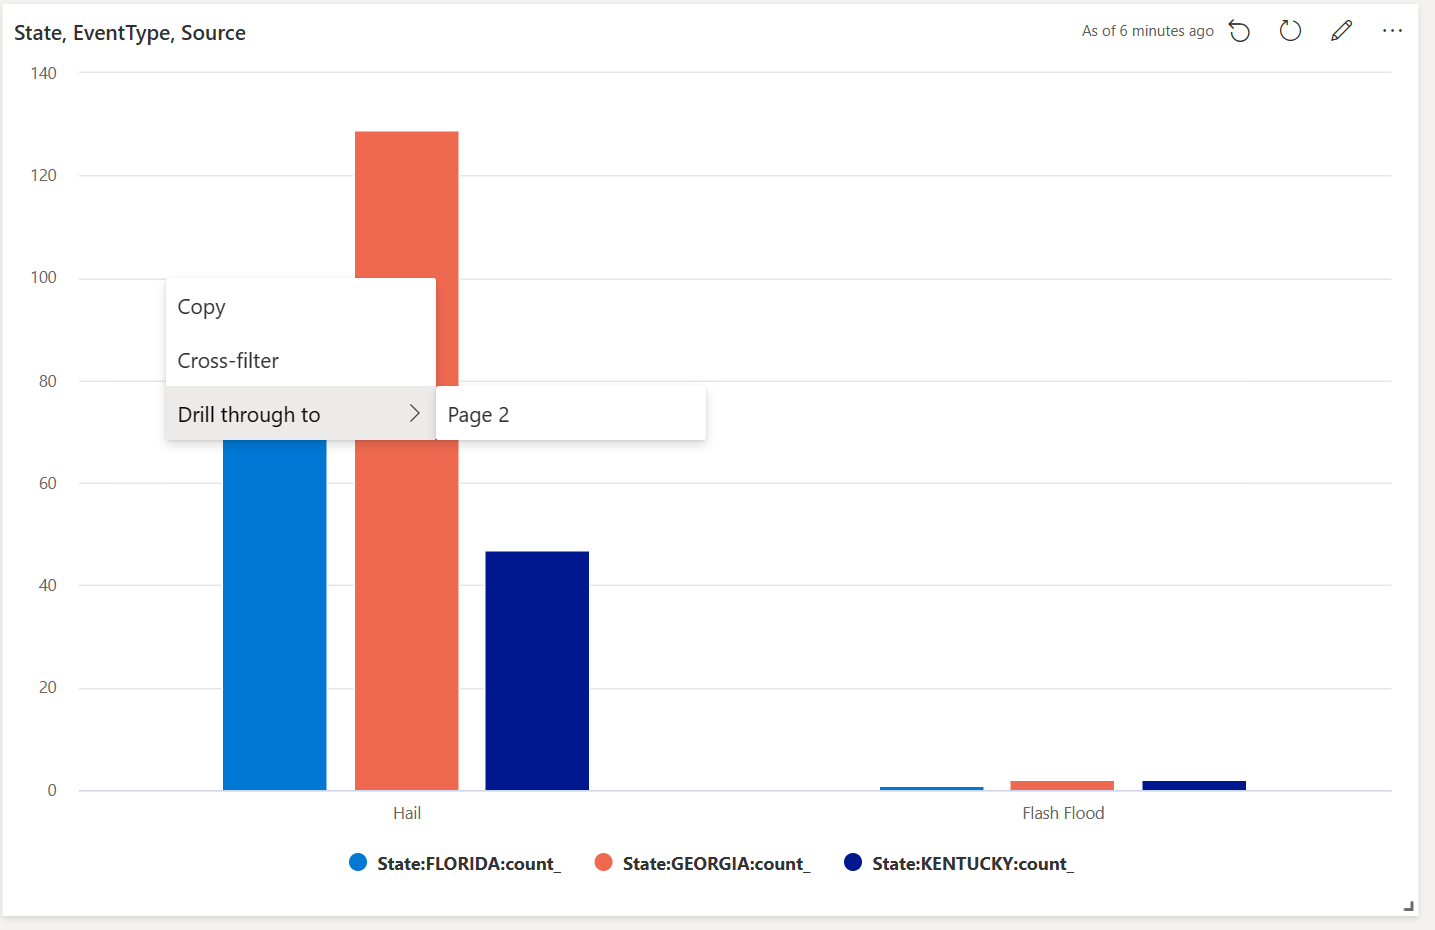 State, EventType, Source
As of 6 minutes ago
140
120
100
80
60
40
20
0
Copy
Cross-filter
Drill through to
Page 2
Hail
Flash Flood
State:FLORIDA:count_
State:GEORGIA:count_
State:KENTUCKY:count_